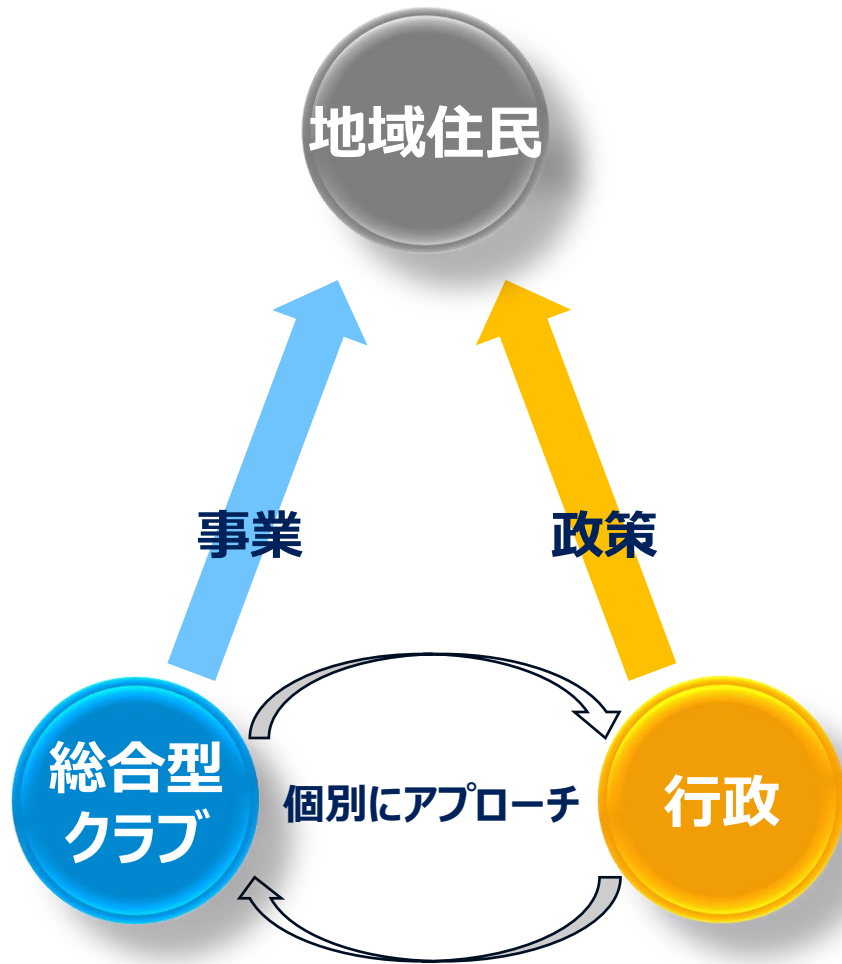 地域住民
事業
政策
総合型
クラブ
個別にアプローチ
行政